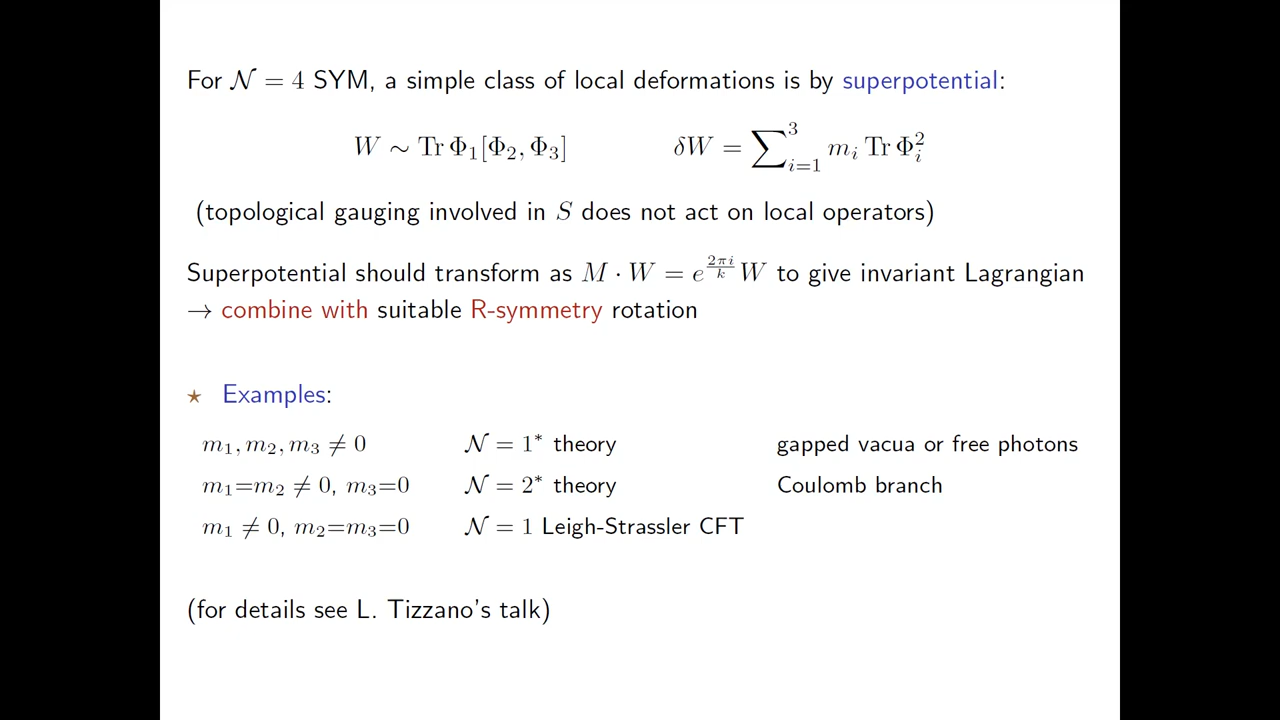 For 𝒩 = 4 SYM, a simple class of local deformations is by superpotential:
W ∼ Tr Φ₁[Φ₂, Φ₃] δW = ∑³ᵢ₌₁ mᵢ Tr Φᵢ²
(topological gauging involved in S does not act on local operators)
Superpotential should transform as M · W = e^{2πi/k} W to give invariant Lagrangian
→ combine with suitable R-symmetry rotation
⋆ Examples:
m₁, m₂, m₃ ≠ 0 𝒩 = 1* theory gapped vacua or free photons
m₁=m₂ ≠ 0, m₃=0 𝒩 = 2* theory Coulomb branch
m₁ ≠ 0, m₂=m₃=0 𝒩 = 1 Leigh-Strassler CFT
(for details see L. Tizzano's talk)